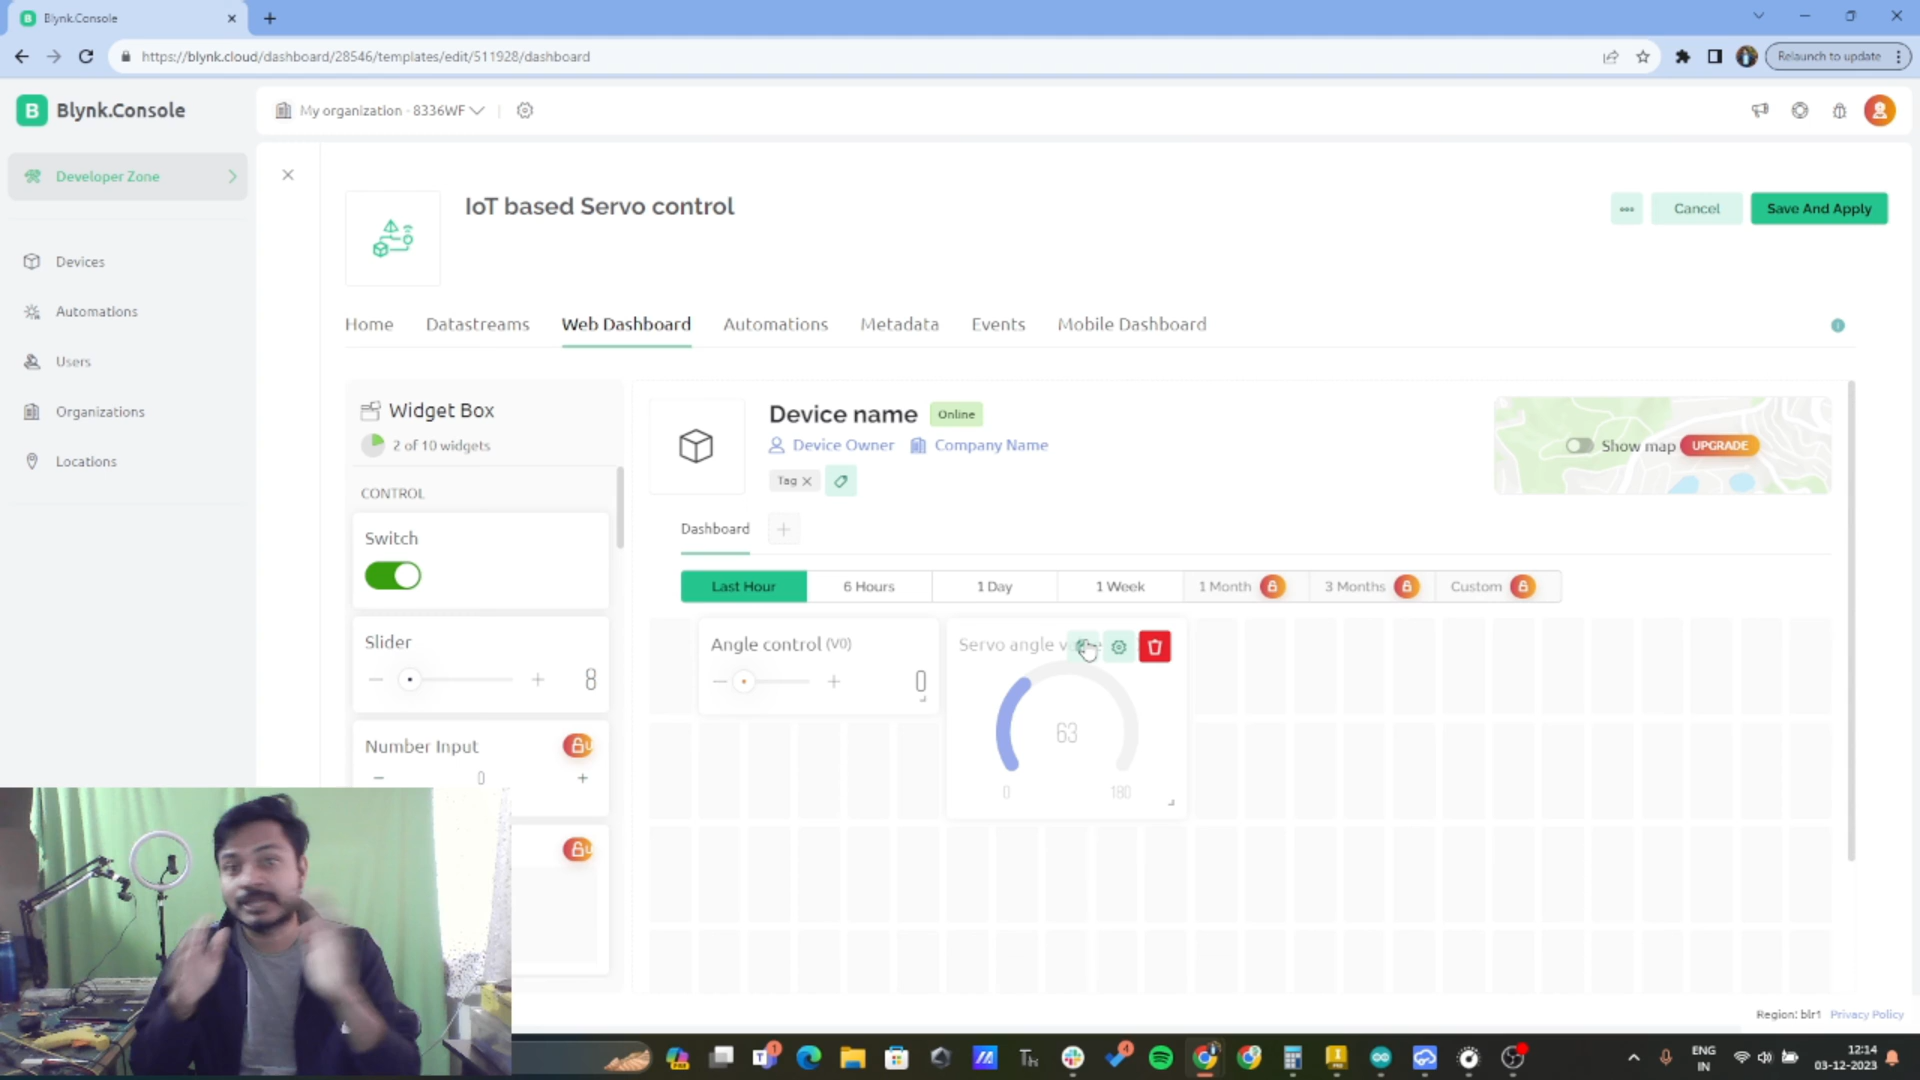 Blynk.Console
https://blynk.cloud/dashboard/28546/templates/edit/511928/dashboard
Relaunch to update
B Blynk.Console
My organization - 8336WF
Developer Zone
Devices
Automations
Users
Organizations
Locations
IoT based Servo control
Cancel
Save And Apply
Home Datastreams Web Dashboard Automations Metadata Events Mobile Dashboard
Widget Box
2 of 10 widgets
CONTROL
Switch
Slider
8
Number Input
0
Device name Online
Device Owner Company Name
Tag
Show map UPGRADE
Dashboard
Last Hour 6 Hours 1 Day 1 Week 1 Month 3 Months Custom
Angle control (V0)
0
Servo angle
63
0 180
Region: blr1 Privacy Policy
ENG
IN
12:14
03-12-2023